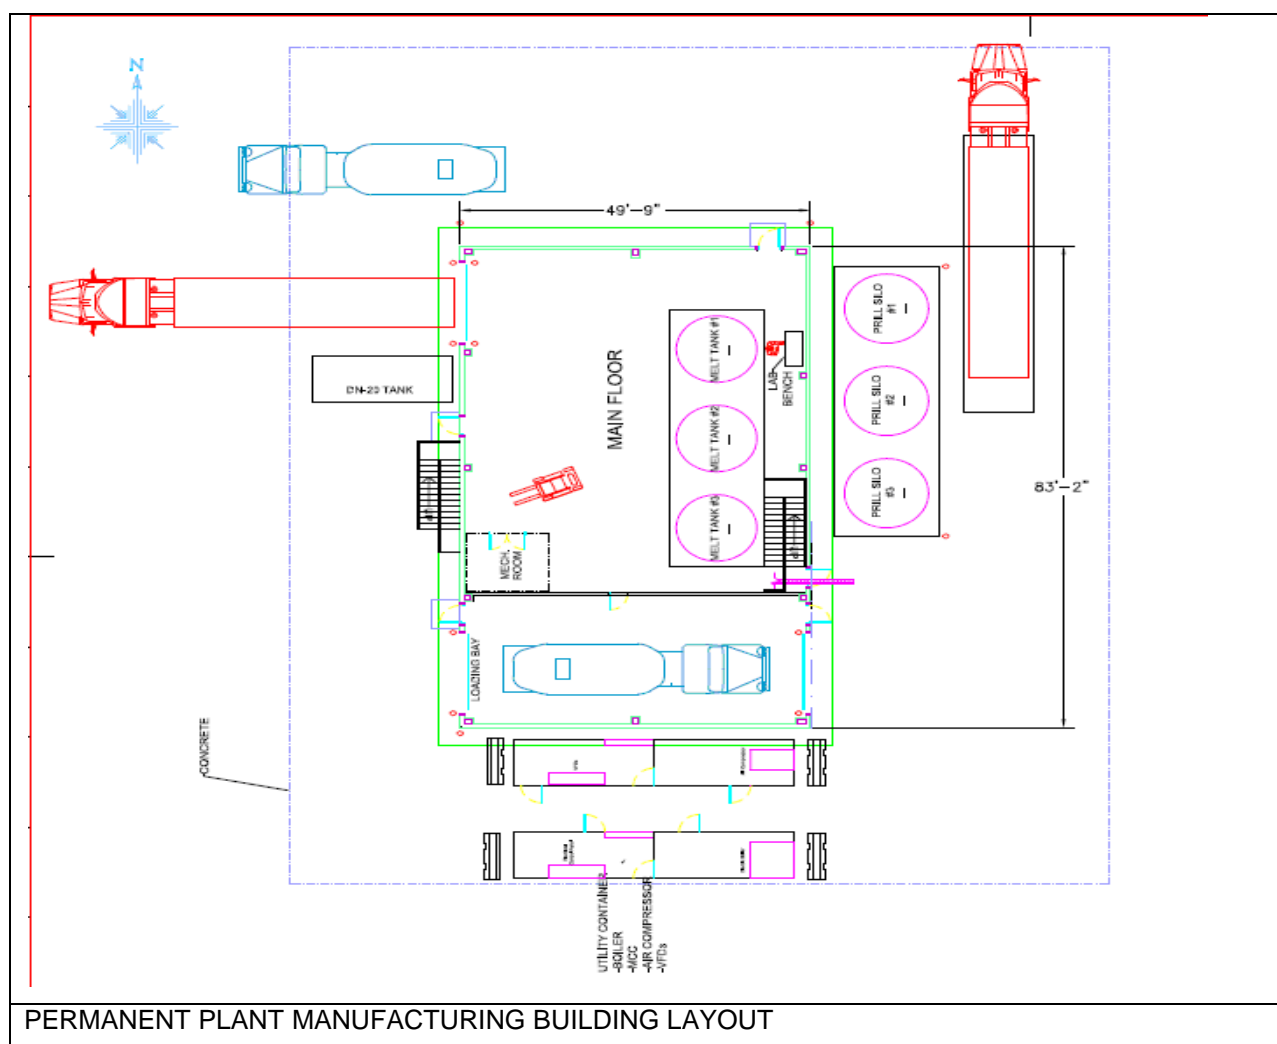 N
49'-9"
PRILL SILO
#1
MELT TANK #1
MAIN FLOOR
LAB
BENCH
DN-20 TANK
PRILL SILO
#2
MELT TANK #2
83'-2"
PRILL SILO
#3
MELT TANK #3
UP
UP
MECH.
ROOM
LOADING BAY
CONCRETE
UTILITY CONTAINER
-BOILER
-MCC
-AIR COMPRESSOR
-VFDs
PERMANENT PLANT MANUFACTURING BUILDING LAYOUT